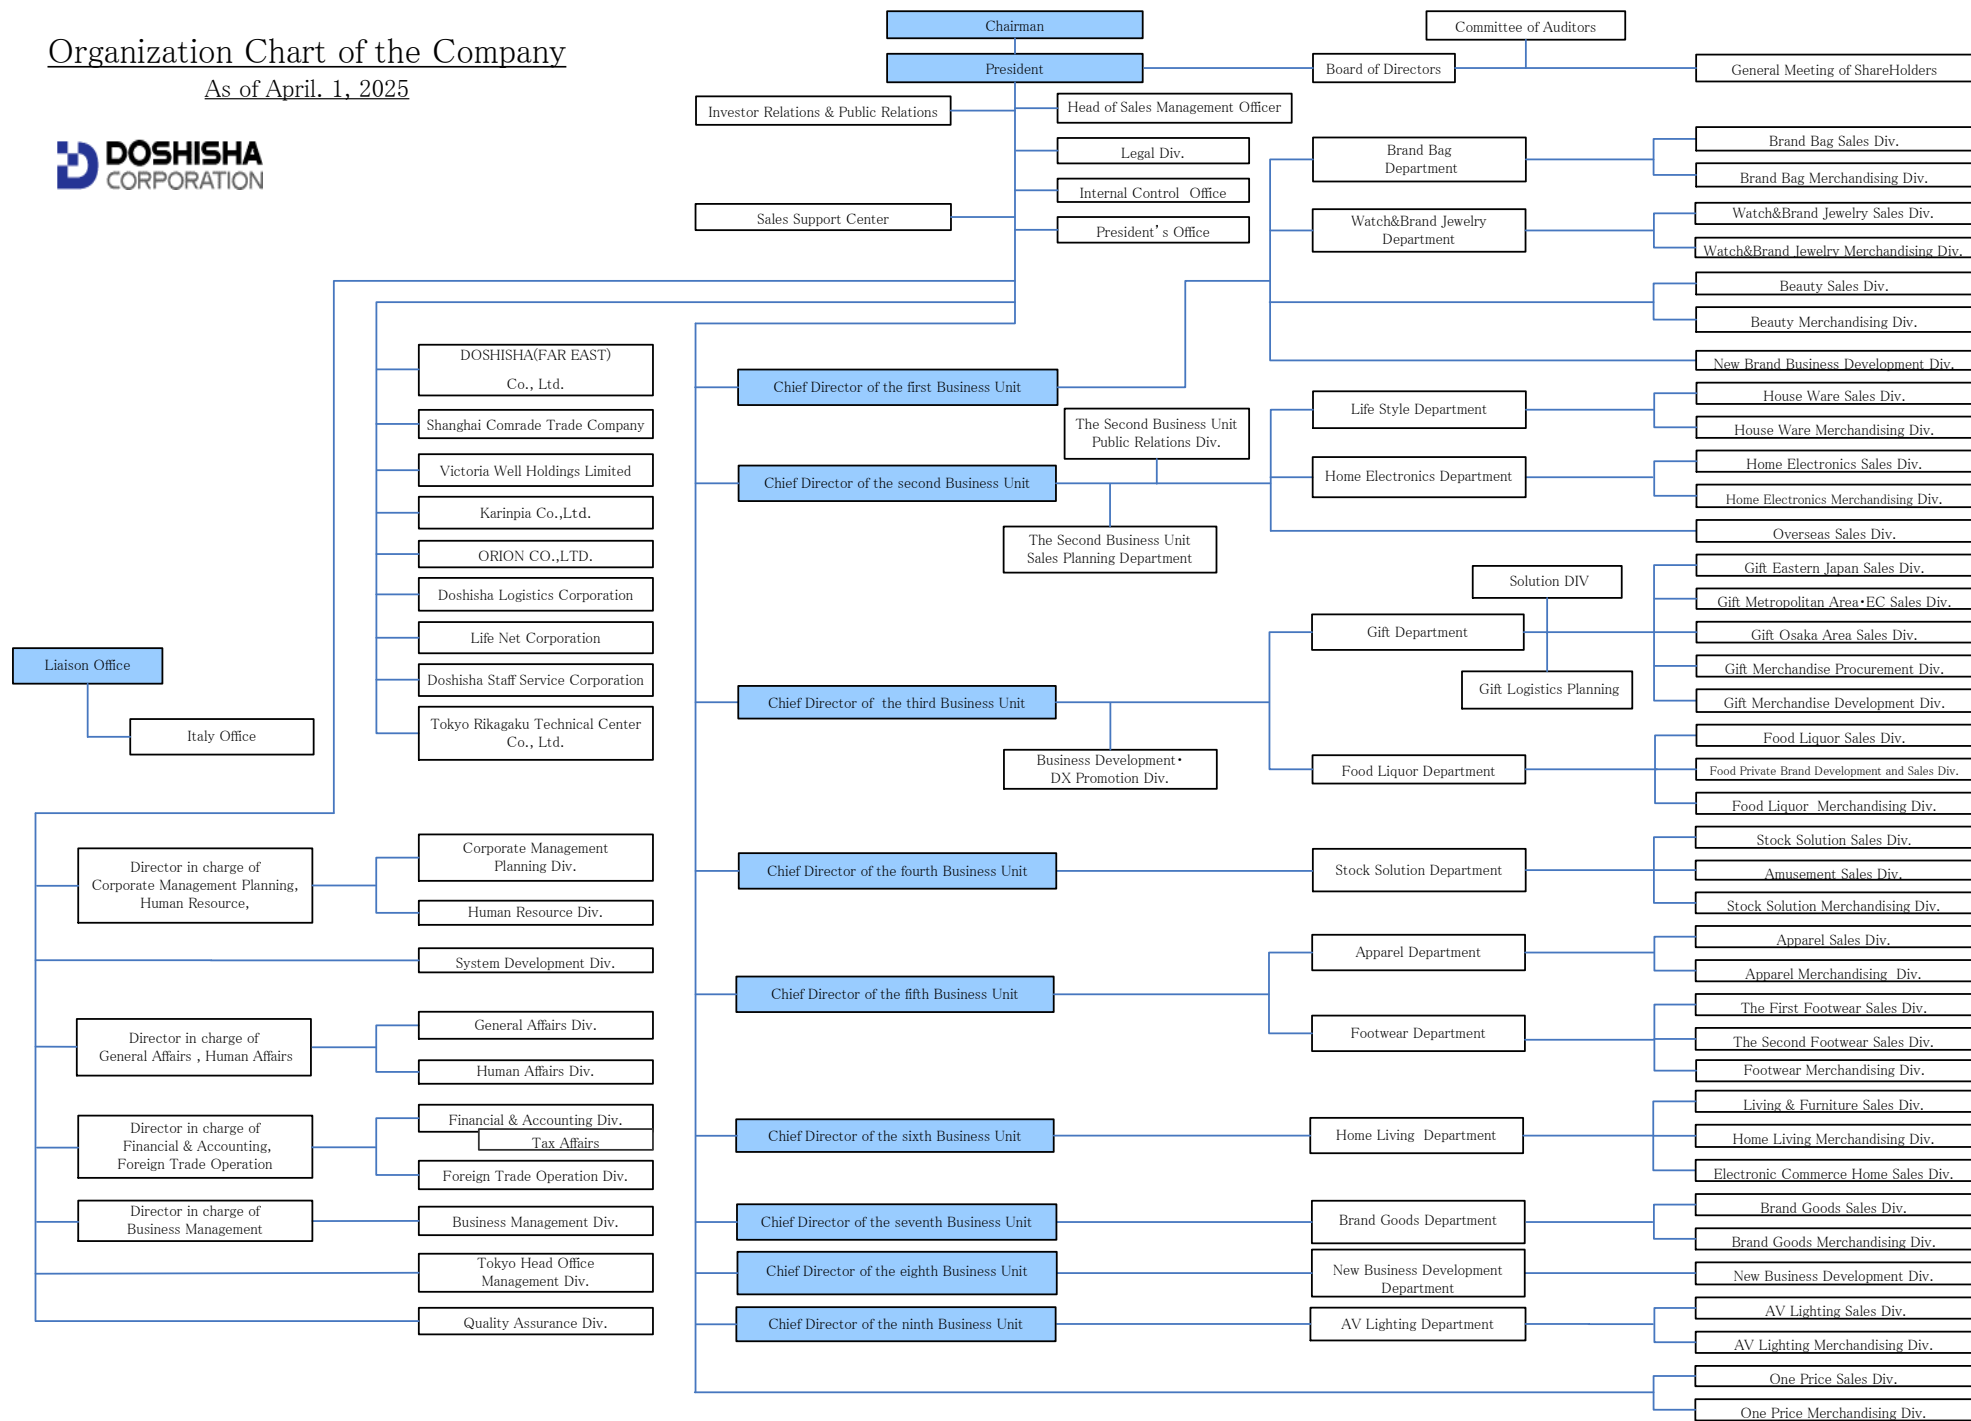 Organization Chart of the Company
As of April. 1, 2025
DOSHISHA
CORPORATION
Chairman
President
Committee of Auditors
Board of Directors
General Meeting of ShareHolders
Investor Relations & Public Relations
Head of Sales Management Officer
Legal Div.
Internal Control Office
Sales Support Center
President's Office
Brand Bag
Department
Brand Bag Sales Div.
Brand Bag Merchandising Div.
Watch&Brand Jewelry
Department
Watch&Brand Jewelry Sales Div.
Watch&Brand Jewelry Merchandising Div.
Beauty Sales Div.
Beauty Merchandising Div.
New Brand Business Development Div.
DOSHISHA(FAR EAST)
Co., Ltd.
Shanghai Comrade Trade Company
Victoria Well Holdings Limited
Karinpia Co.,Ltd.
ORION CO.,LTD.
Doshisha Logistics Corporation
Life Net Corporation
Doshisha Staff Service Corporation
Tokyo Rikagaku Technical Center
Co., Ltd.
Liaison Office
Italy Office
Chief Director of the first Business Unit
The Second Business Unit
Public Relations Div.
Chief Director of the second Business Unit
The Second Business Unit
Sales Planning Department
Life Style Department
House Ware Sales Div.
House Ware Merchandising Div.
Home Electronics Department
Home Electronics Sales Div.
Home Electronics Merchandising Div.
Overseas Sales Div.
Chief Director of the third Business Unit
Business Development・
DX Promotion Div.
Solution DIV
Gift Department
Gift Logistics Planning
Gift Eastern Japan Sales Div.
Gift Metropolitan Area・EC Sales Div.
Gift Osaka Area Sales Div.
Gift Merchandise Procurement Div.
Gift Merchandise Development Div.
Food Liquor Department
Food Liquor Sales Div.
Food Private Brand Development and Sales Div.
Food Liquor Merchandising Div.
Chief Director of the fourth Business Unit
Stock Solution Department
Stock Solution Sales Div.
Amusement Sales Div.
Stock Solution Merchandising Div.
Chief Director of the fifth Business Unit
Apparel Department
Apparel Sales Div.
Apparel Merchandising Div.
Footwear Department
The First Footwear Sales Div.
The Second Footwear Sales Div.
Footwear Merchandising Div.
Chief Director of the sixth Business Unit
Home Living Department
Living & Furniture Sales Div.
Home Living Merchandising Div.
Electronic Commerce Home Sales Div.
Chief Director of the seventh Business Unit
Brand Goods Department
Brand Goods Sales Div.
Brand Goods Merchandising Div.
Chief Director of the eighth Business Unit
New Business Development
Department
New Business Development Div.
Chief Director of the ninth Business Unit
AV Lighting Department
AV Lighting Sales Div.
AV Lighting Merchandising Div.
One Price Sales Div.
One Price Merchandising Div.
Director in charge of
Corporate Management Planning,
Human Resource,
Corporate Management
Planning Div.
Human Resource Div.
System Development Div.
Director in charge of
General Affairs , Human Affairs
General Affairs Div.
Human Affairs Div.
Director in charge of
Financial & Accounting,
Foreign Trade Operation
Financial & Accounting Div.
Tax Affairs
Foreign Trade Operation Div.
Director in charge of
Business Management
Business Management Div.
Tokyo Head Office
Management Div.
Quality Assurance Div.